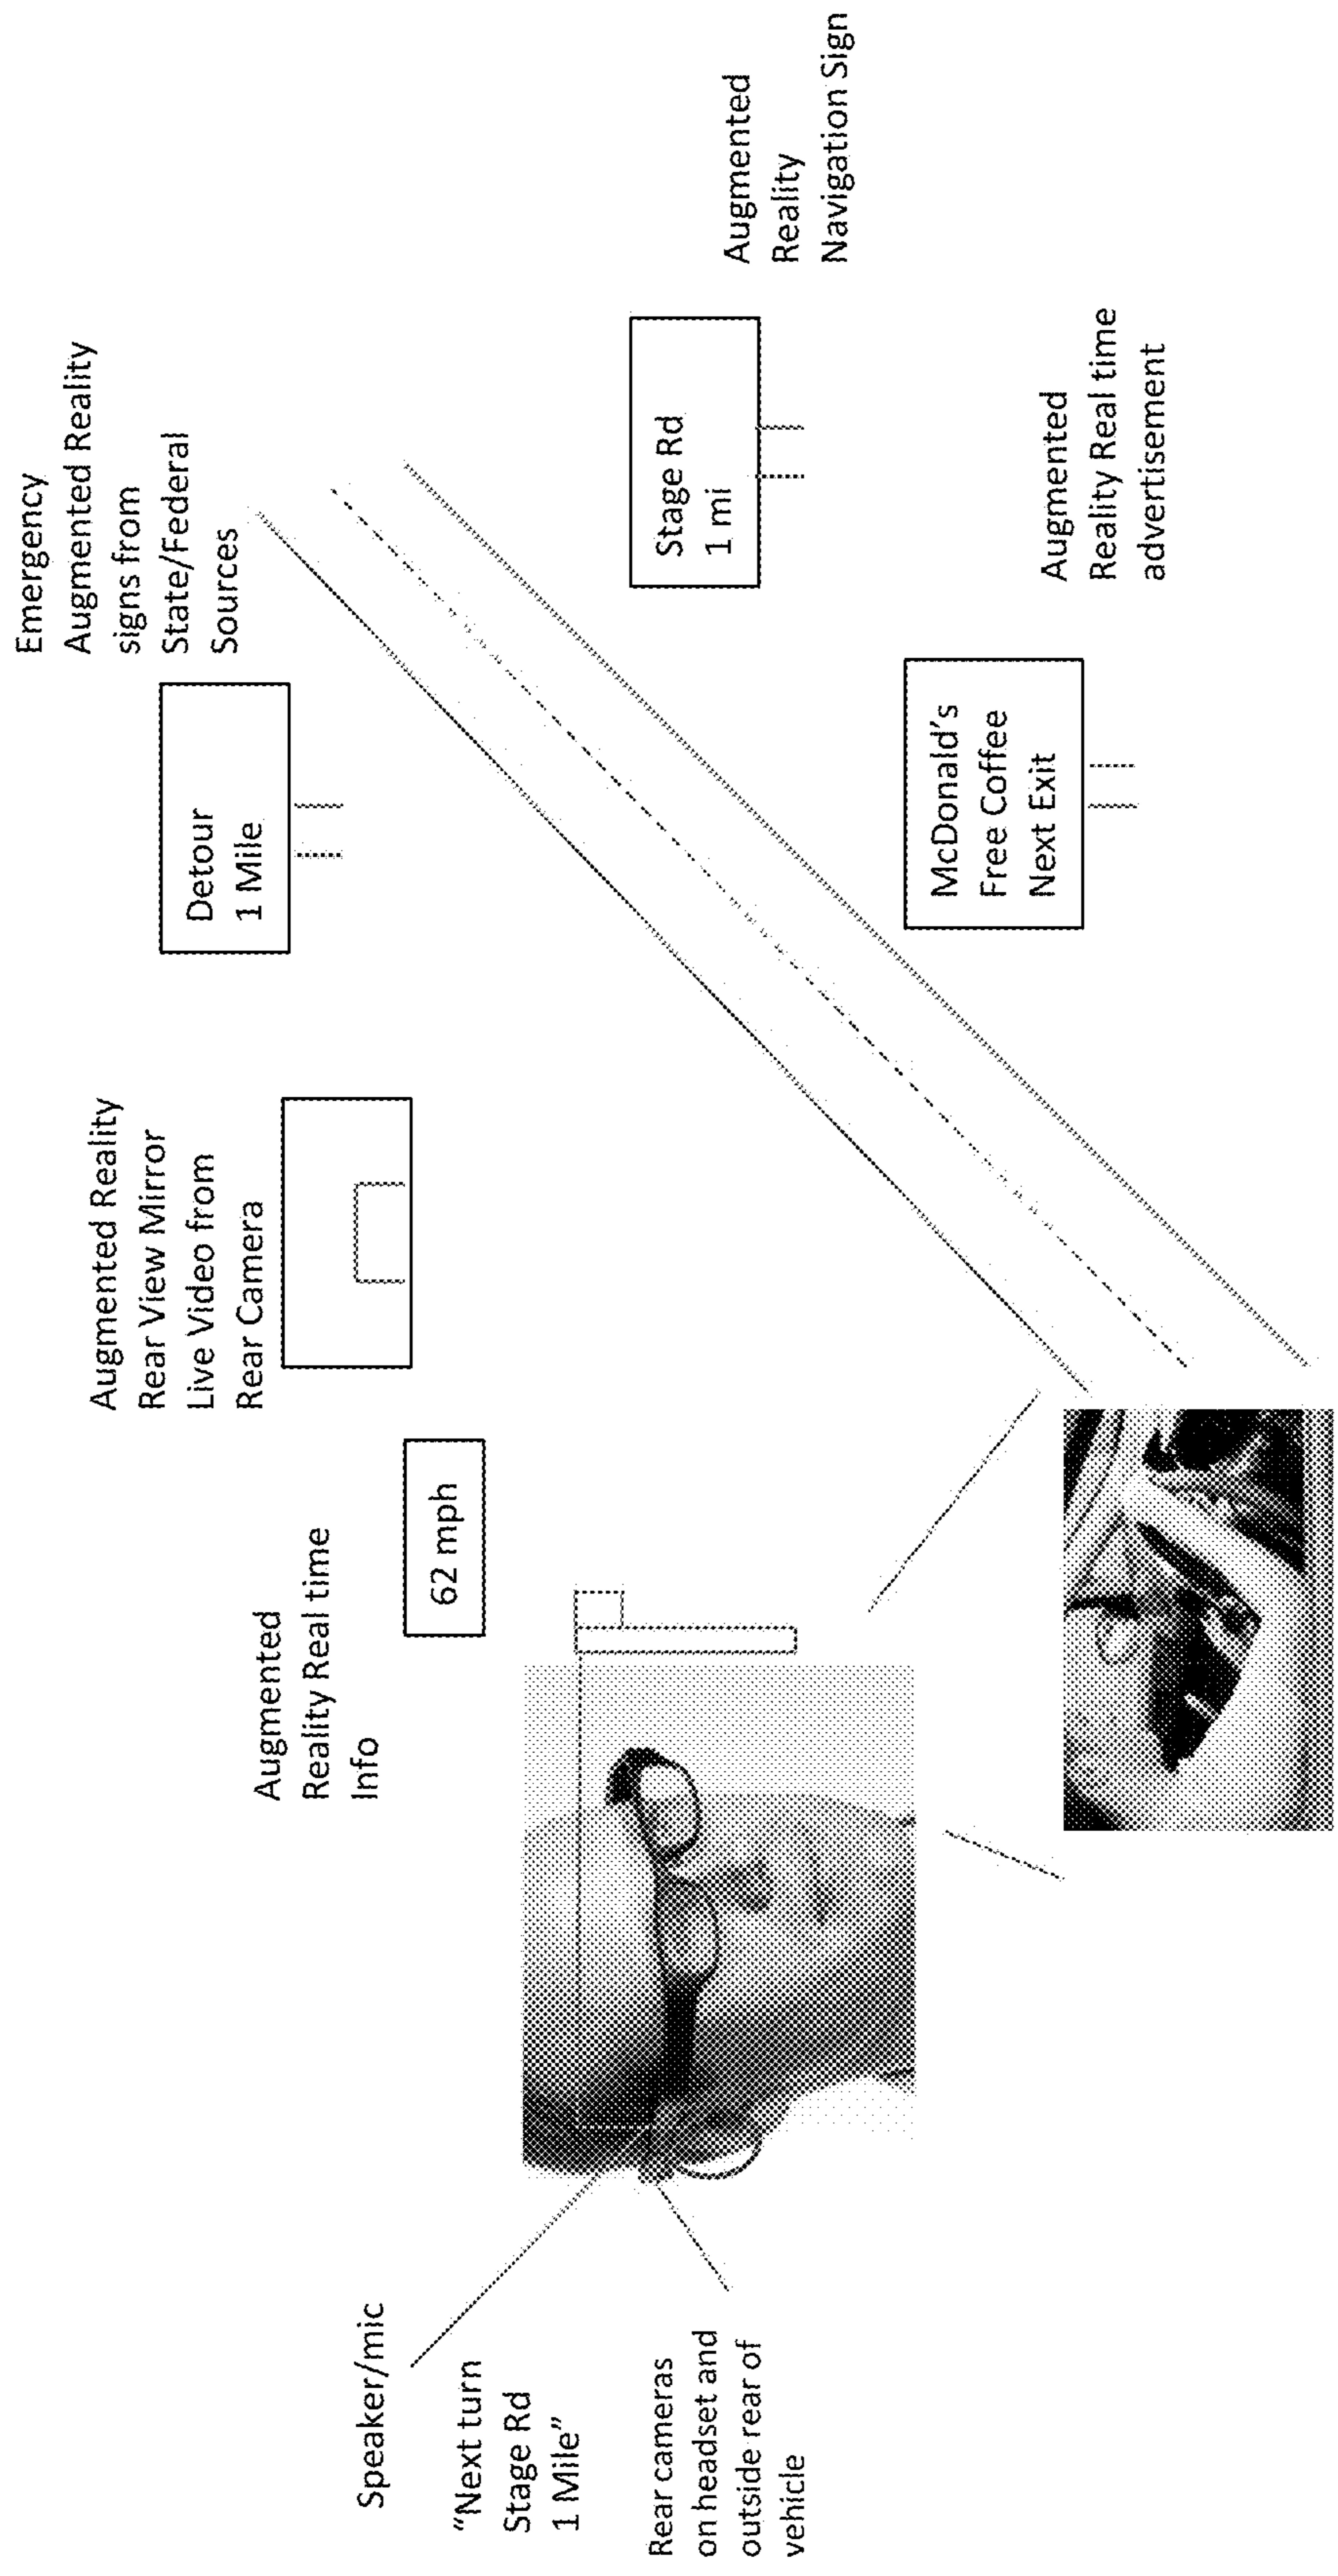 Speaker/mic
“Next turn
Stage Rd
1 Mile”
Rear cameras
on headset and
outside rear of
vehicle
Augmented
Reality Real time
Info
62 mph
Augmented Reality
Rear View Mirror
Live Video from
Rear Camera
Emergency
Augmented Reality
signs from
State/Federal
Sources
Detour
1 Mile
Stage Rd
1 mi
Augmented
Reality
Navigation Sign
McDonald’s
Free Coffee
Next Exit
Augmented
Reality Real time
advertisement